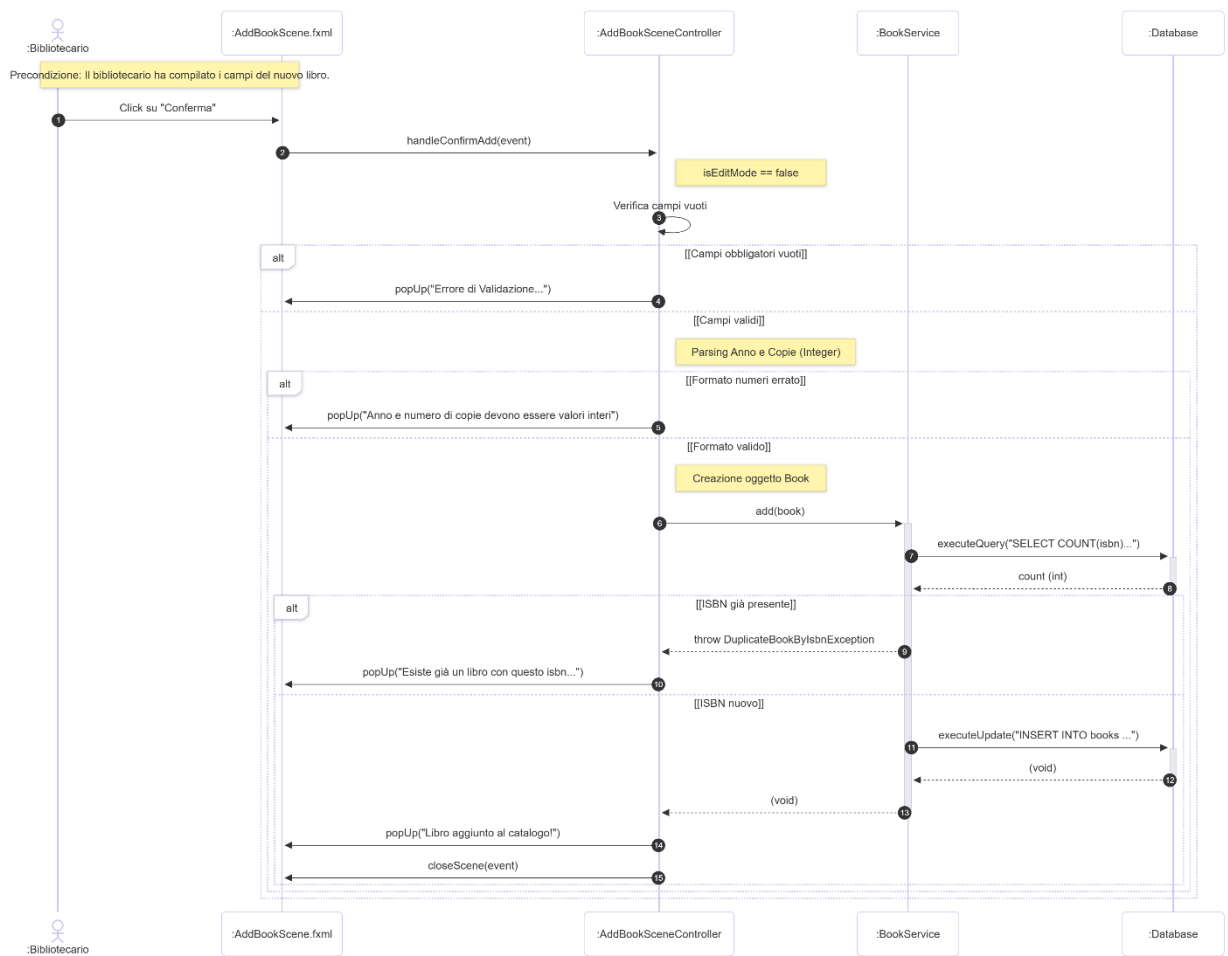 :Bibliotecario
:AddBookScene.fxml
:AddBookSceneController
:BookService
:Database
Precondizione: Il bibliotecario ha compilato i campi del nuovo libro.
Click su "Conferma"
1
handleConfirmAdd(event)
2
isEditMode == false
Verifica campi vuoti
3
alt
[[Campi obbligatori vuoti]]
popUp("Errore di Validazione...")
4
[[Campi validi]]
Parsing Anno e Copie (Integer)
alt
[[Formato numeri errato]]
popUp("Anno e numero di copie devono essere valori interi")
5
[[Formato valido]]
Creazione oggetto Book
add(book)
6
executeQuery("SELECT COUNT(isbn)...")
7
count (int)
8
alt
[[ISBN già presente]]
throw DuplicateBookByIsbnException
9
popUp("Esiste già un libro con questo isbn...")
10
[[ISBN nuovo]]
executeUpdate("INSERT INTO books ...")
11
(void)
12
(void)
13
popUp("Libro aggiunto al catalogo!")
14
closeScene(event)
15
:Bibliotecario
:AddBookScene.fxml
:AddBookSceneController
:BookService
:Database